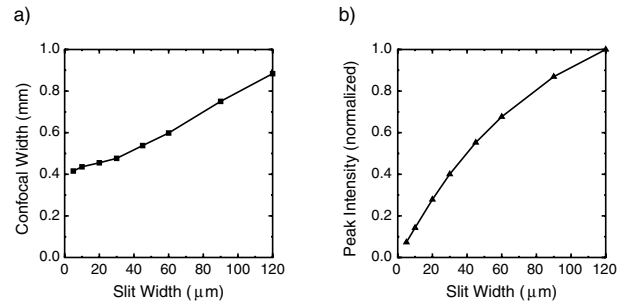 a)
Confocal Width (mm)
1.0
0.8
0.6
0.4
0.2
0.0
0 20 40 60 80 100 120
Slit Width (μm)
b)
Peak Intensity (normalized)
1.0
0.8
0.6
0.4
0.2
0.0
0 20 40 60 80 100 120
Slit Width (μm)